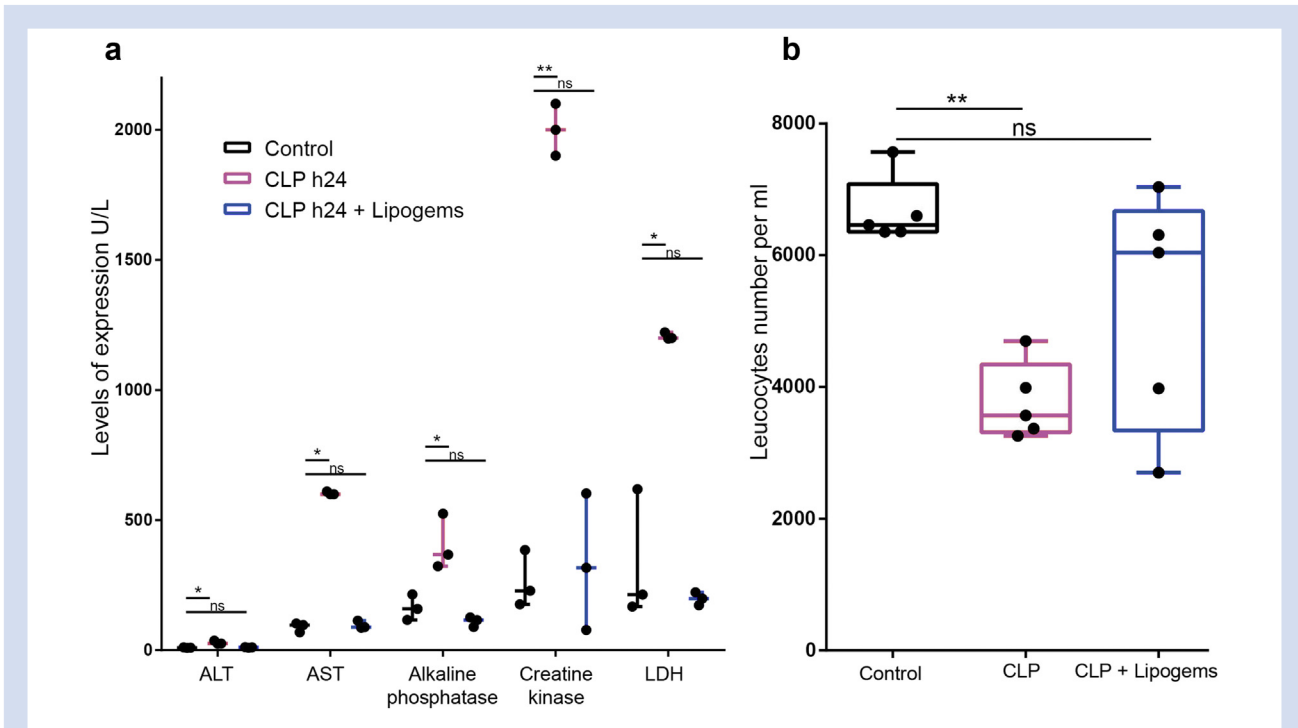 a
b
Levels of expression U/L
2000
1500
1000
500
0
Control
CLP h24
CLP h24 + Lipogems
*
ns
*
ns
*
ns
**
ns
*
ns
ALT
AST
Alkaline
phosphatase
Creatine
kinase
LDH
Leucocytes number per ml
8000
6000
4000
2000
0
**
ns
Control
CLP
CLP + Lipogems